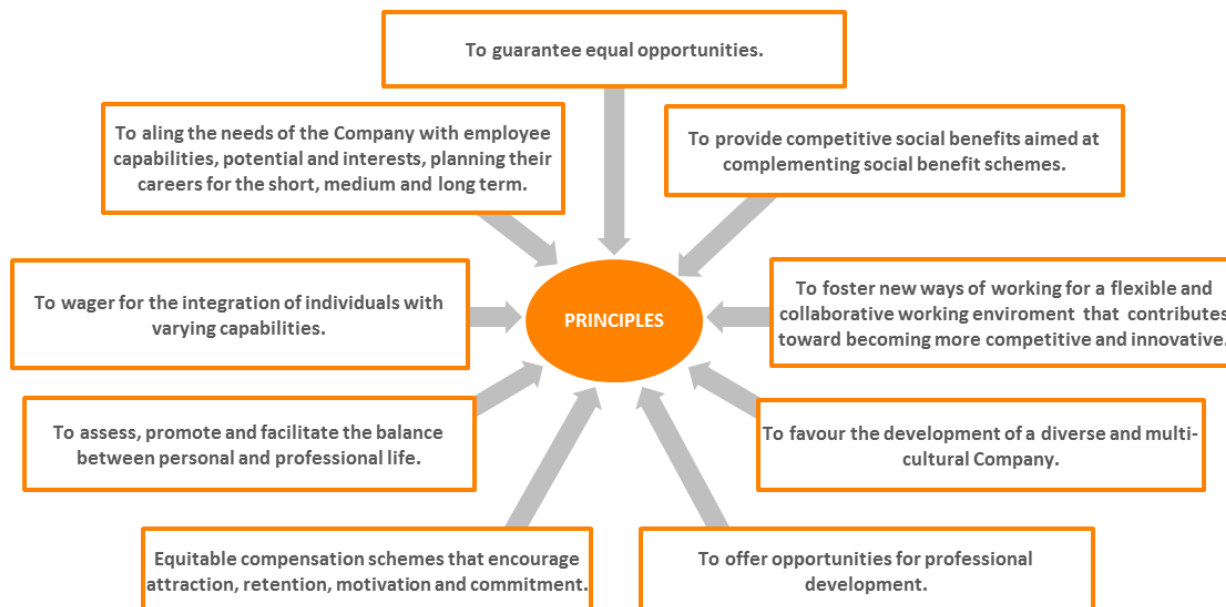 To guarantee equal opportunities.
To aling the needs of the Company with employee
capabilities, potential and interests, planning their
careers for the short, medium and long term.
To provide competitive social benefits aimed at
complementing social benefit schemes.
To wager for the integration of individuals with
varying capabilities.
PRINCIPLES
To foster new ways of working for a flexible and
collaborative working enviroment that contributes
toward becoming more competitive and innovative.
To assess, promote and facilitate the balance
between personal and professional life.
To favour the development of a diverse and multi-
cultural Company.
Equitable compensation schemes that encourage
attraction, retention, motivation and commitment.
To offer opportunities for professional
development.